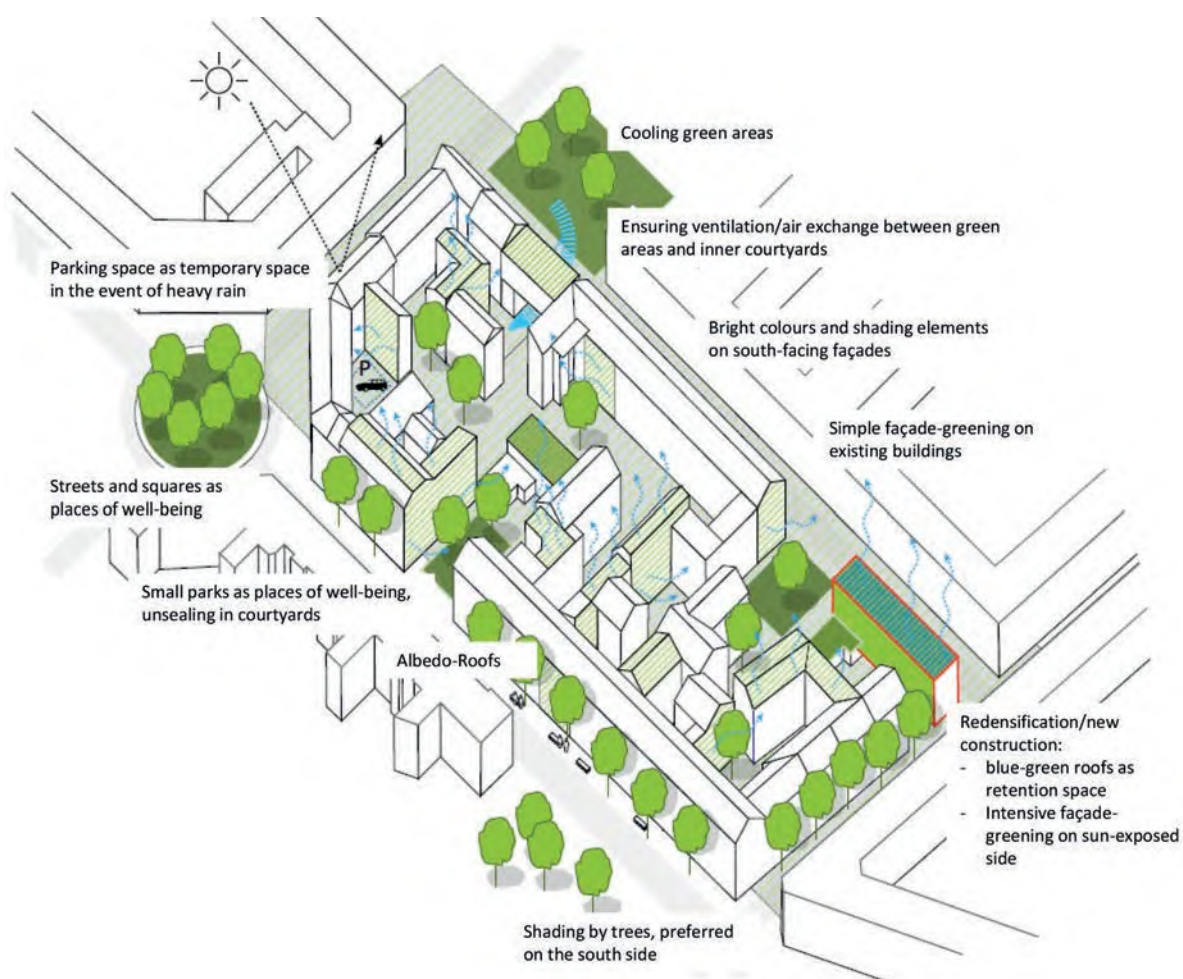 Cooling green areas
Ensuring ventilation/air exchange between green
areas and inner courtyards
Parking space as temporary space
in the event of heavy rain
Bright colours and shading elements
on south-facing façades
P
Simple façade-greening on
existing buildings
Streets and squares as
places of well-being
Small parks as places of well-being,
unsealing in courtyards
Albedo-Roofs
Redensification/new
construction:
- blue-green roofs as
retention space
- Intensive façade-
greening on sun-exposed
side
Shading by trees, preferred
on the south side